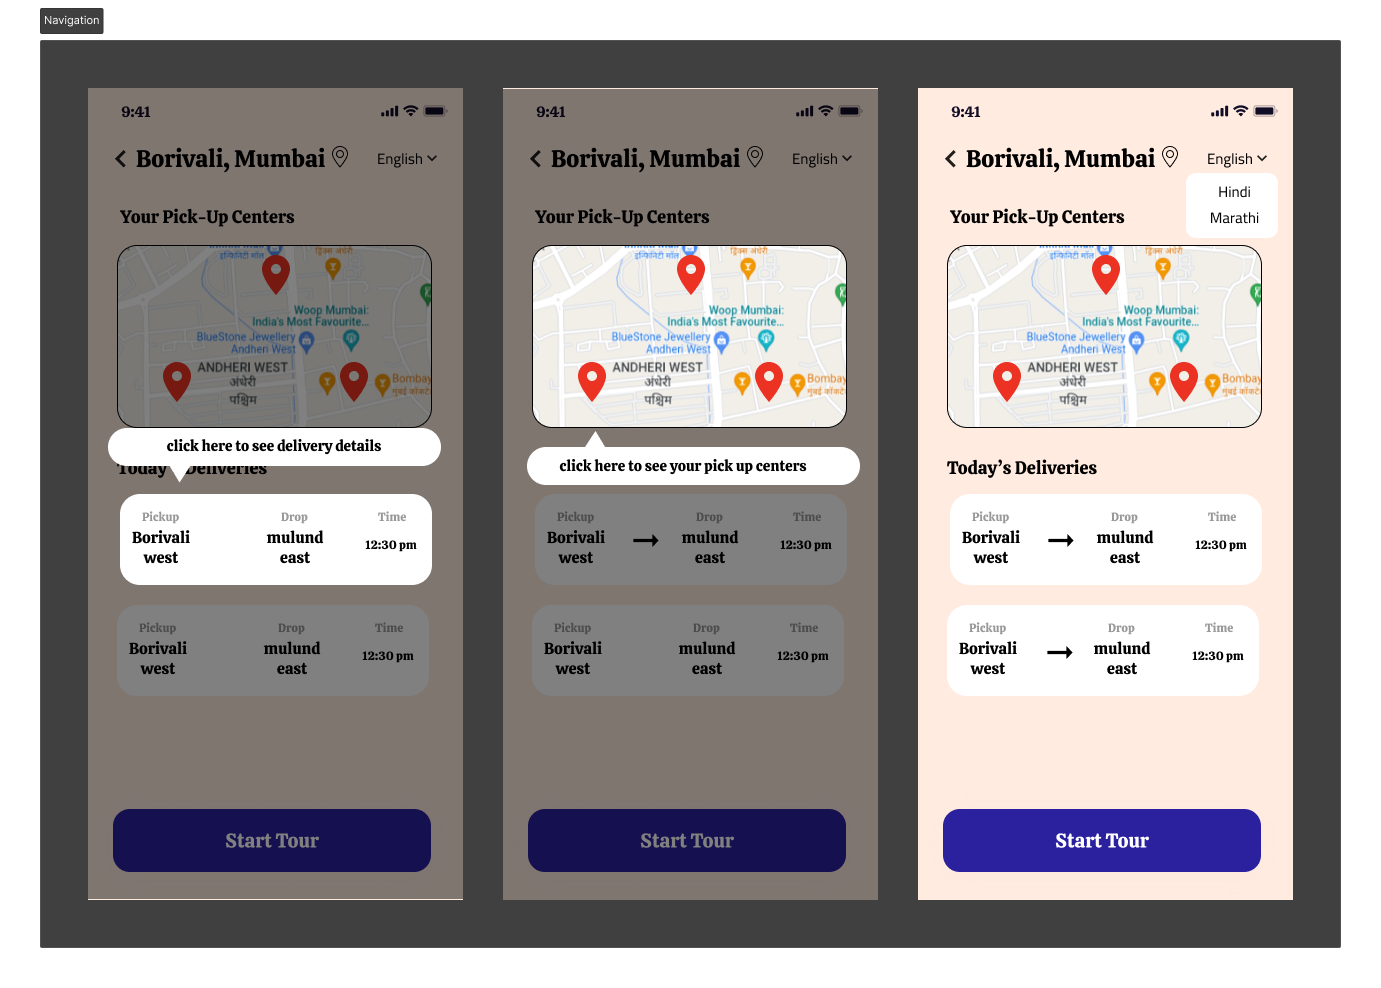 Navigation
9:41
Borivali, Mumbai
English
Your Pick-Up Centers
इन्फिनिटी मॉल
ड्रिंक्स अंधेरी
Woop Mumbai:
India's Most Favourite...
BlueStone Jewellery
Andheri West
ANDHERI WEST
अंधेरी
पश्चिम
Bombay
click here to see delivery details
Today's Deliveries
Pickup
Drop
Time
Borivali
west
mulund
east
12:30 pm
Pickup
Drop
Time
Borivali
west
mulund
east
12:30 pm
Start Tour
9:41
Borivali, Mumbai
English
Your Pick-Up Centers
इन्फिनिटी मॉल
ड्रिंक्स अंधेरी
Woop Mumbai:
India's Most Favourite...
BlueStone Jewellery
Andheri West
ANDHERI WEST
अंधेरी
पश्चिम
Bombay
click here to see your pick up centers
Pickup
Drop
Time
Borivali
west
mulund
east
12:30 pm
Pickup
Drop
Time
Borivali
west
mulund
east
12:30 pm
Start Tour
9:41
Borivali, Mumbai
English
Hindi
Marathi
Your Pick-Up Centers
इन्फिनिटी मॉल
ड्रिंक्स अंधेरी
Woop Mumbai:
India's Most Favourite...
BlueStone Jewellery
Andheri West
ANDHERI WEST
अंधेरी
पश्चिम
Bombay
Today's Deliveries
Pickup
Drop
Time
Borivali
west
mulund
east
12:30 pm
Pickup
Drop
Time
Borivali
west
mulund
east
12:30 pm
Start Tour